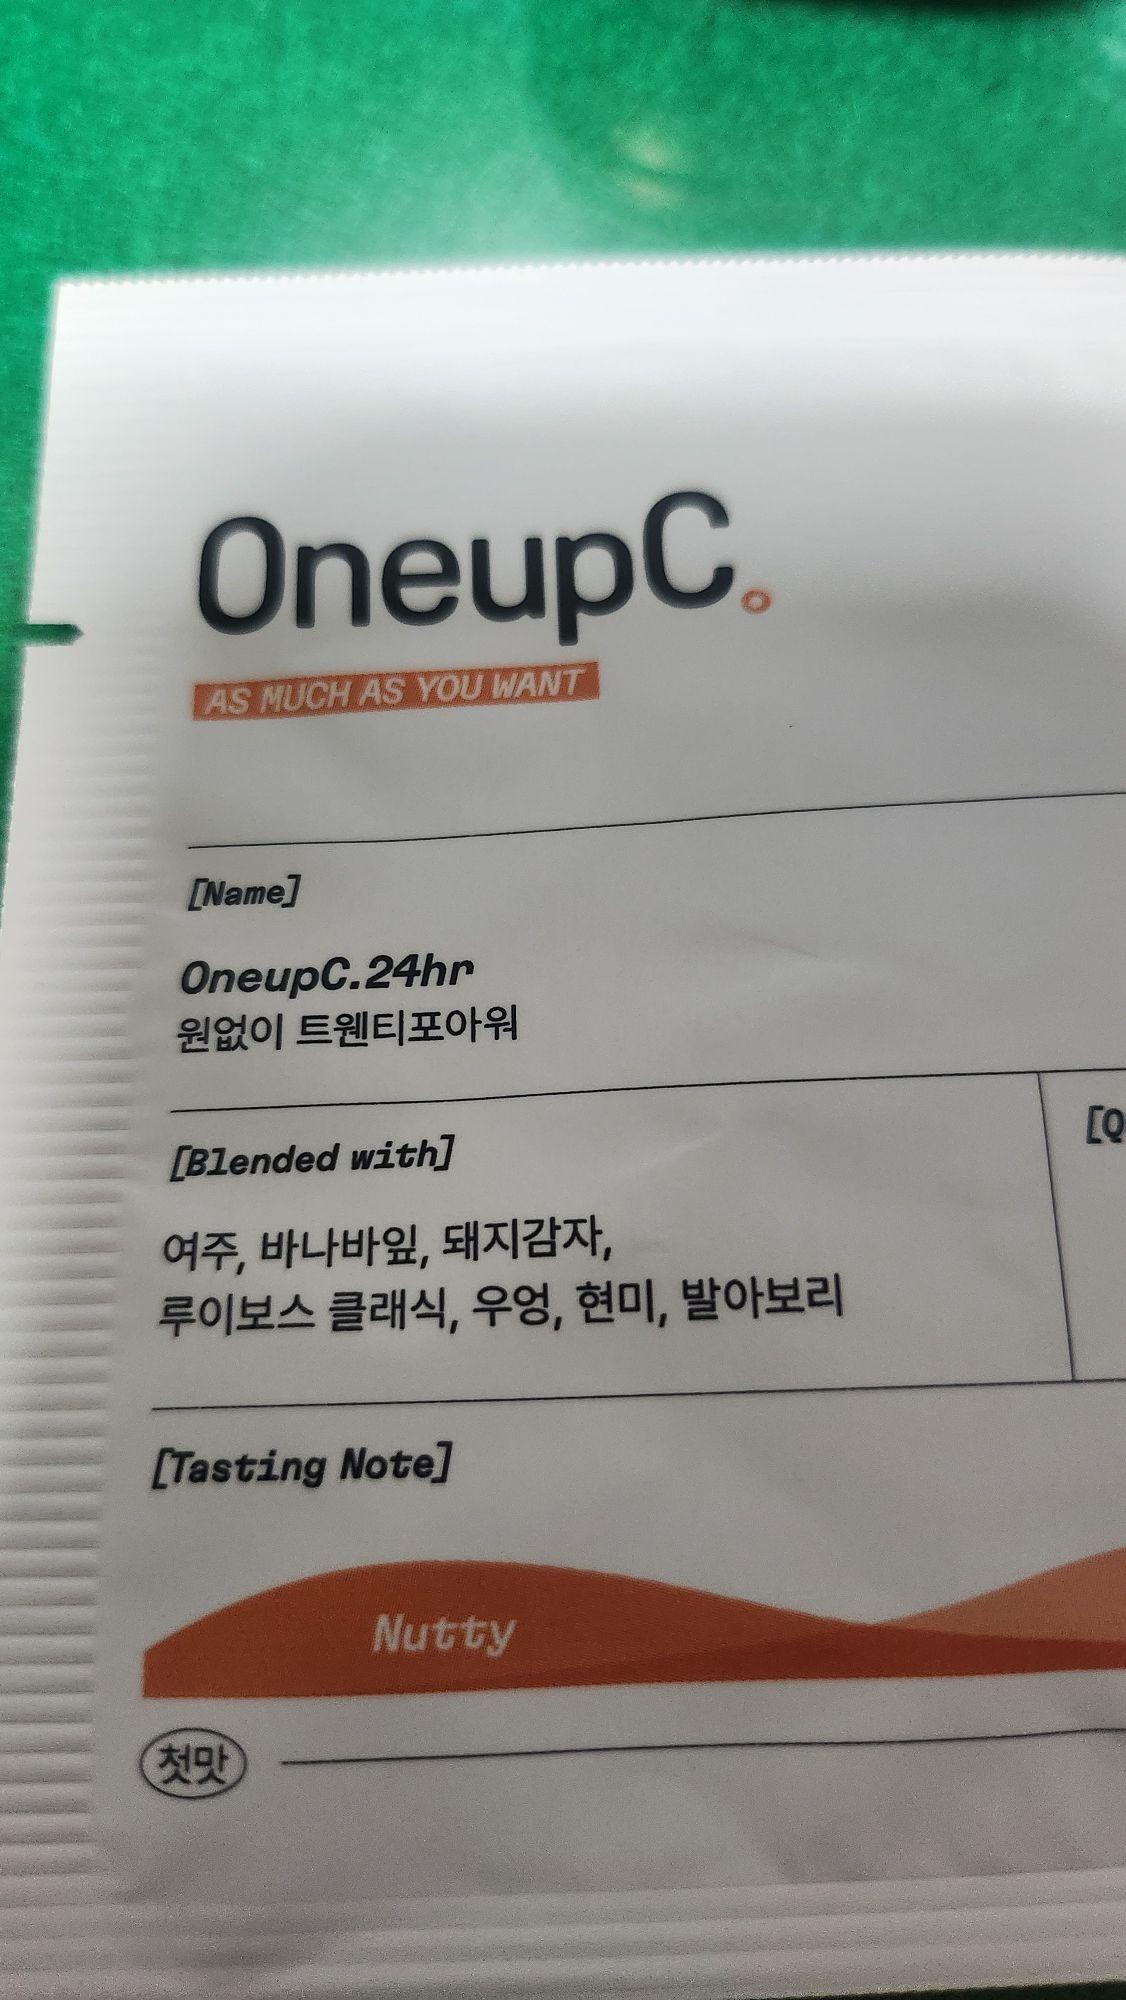 OneupC.
AS MUCH AS YOU WANT
[Name]
OneupC.24hr
원없이 트웬티포아워
[Blended with]
[Q
여주, 바나바잎, 돼지감자,
루이보스 클래식, 우엉, 현미, 발아보리
[Tasting Note]
Nutty
첫맛